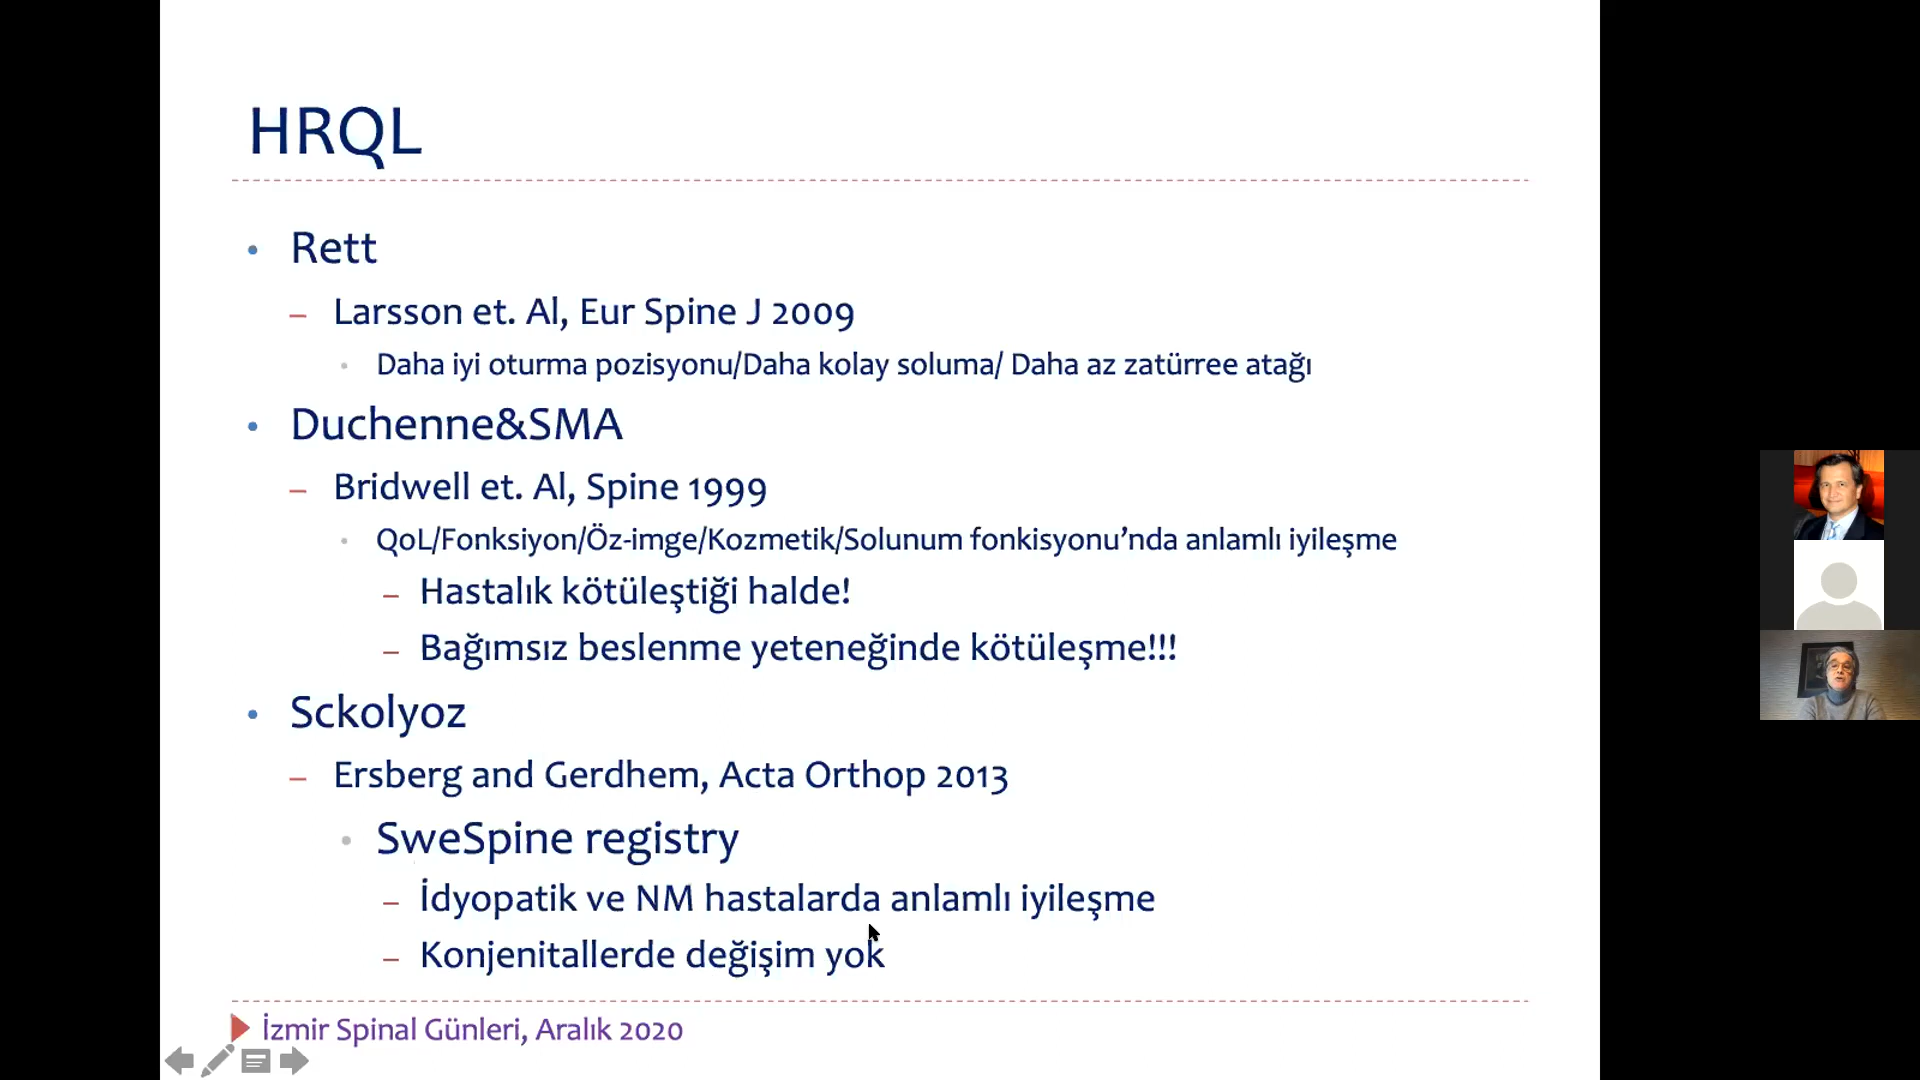 HRQL
• Rett
– Larsson et. Al, Eur Spine J 2009
• Daha iyi oturma pozisyonu/Daha kolay soluma/ Daha az zatürree atağı
• Duchenne&SMA
– Bridwell et. Al, Spine 1999
• QoL/Fonksiyon/Öz-imge/Kozmetik/Solunum fonkisyonu’nda anlamlı iyileşme
– Hastalık kötüleştiği halde!
– Bağımsız beslenme yeteneğinde kötüleşme!!!
• Sckolyoz
– Ersberg and Gerdhem, Acta Orthop 2013
• SweSpine registry
– İdyopatik ve NM hastalarda anlamlı iyileşme
– Konjenitallerde değişim yok
İzmir Spinal Günleri, Aralık 2020